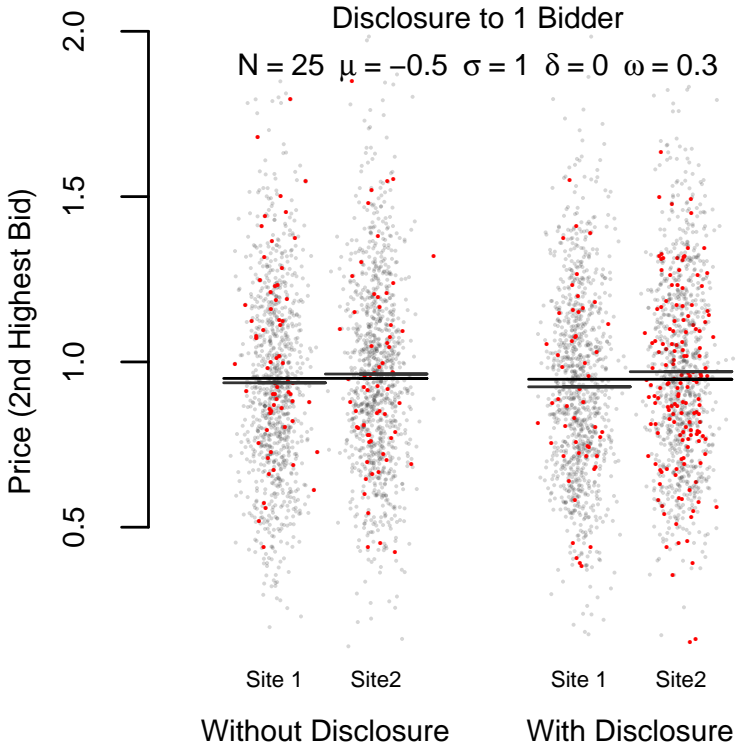 Disclosure to 1 Bidder
N = 25 μ = −0.5 σ = 1 δ = 0 ω = 0.3
Price (2nd Highest Bid)
2.0
1.5
1.0
0.5
Site 1 Site2 Site 1 Site2
Without Disclosure With Disclosure